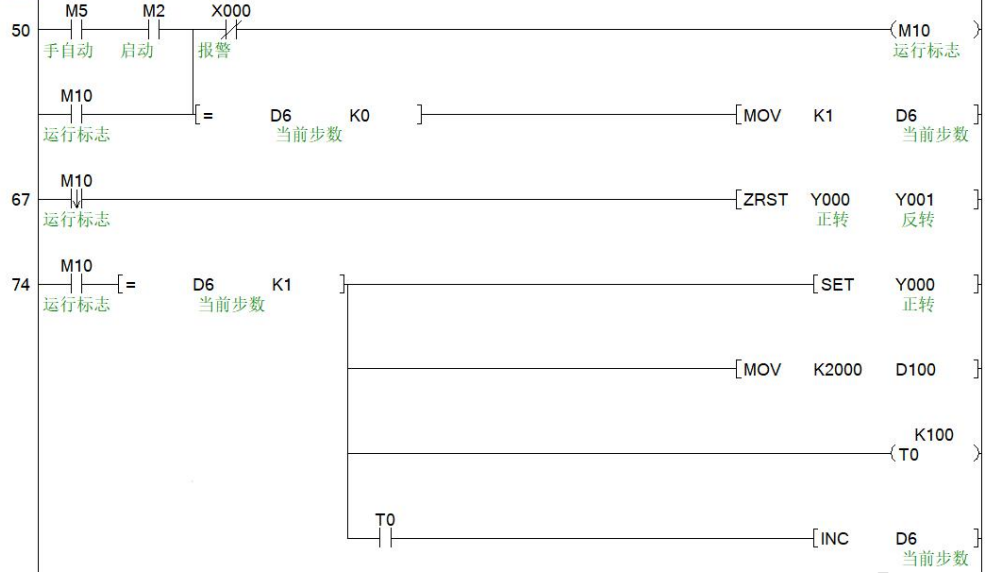 M5 M2 X000
50 M10
手自动 启动 报警 运行标志
M10
= D6 K0 MOV K1 D6
运行标志 当前步数 当前步数
M10
67 ZRST Y000 Y001
运行标志 正转 反转
M10
74 = D6 K1 SET Y000
运行标志 当前步数 正转
MOV K2000 D100
K100
T0
T0
INC D6
当前步数